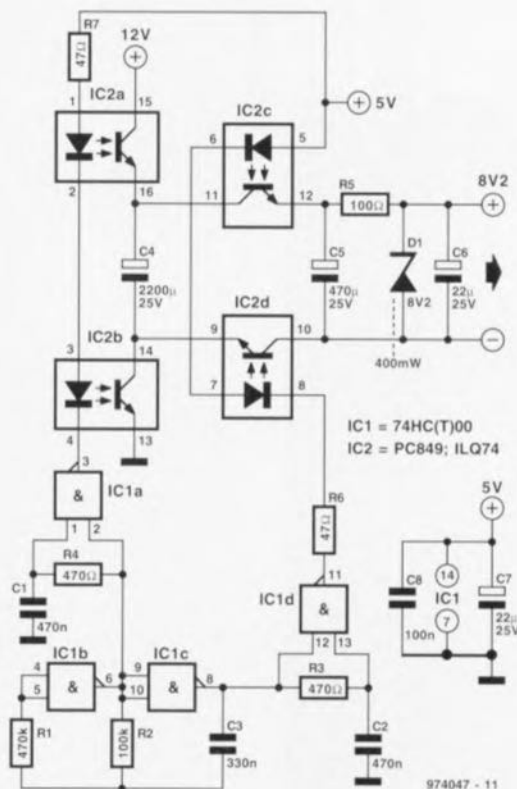 R7
47Ω
12V
1
15
IC2a
2
16
5V
IC2c
6
5
11
12
R5
100Ω
8V2
C4
2200µ
25V
C5
470µ
25V
D1
8V2
C6
22µ
25V
400mW
IC2d
9
10
7
8
IC2b
3
14
4
13
IC1 = 74HC(T)00
IC2 = PC849; ILQ74
3
&
IC1a
1
2
R4
470Ω
C1
470n
R6
47Ω
11
IC1d
&
12
13
5V
C8
100n
14
IC1
7
C7
22µ
25V
IC1b
4
5
&
6
IC1c
9
10
&
8
R3
470Ω
R1
470k
R2
100k
C3
330n
C2
470n
974047 - 11